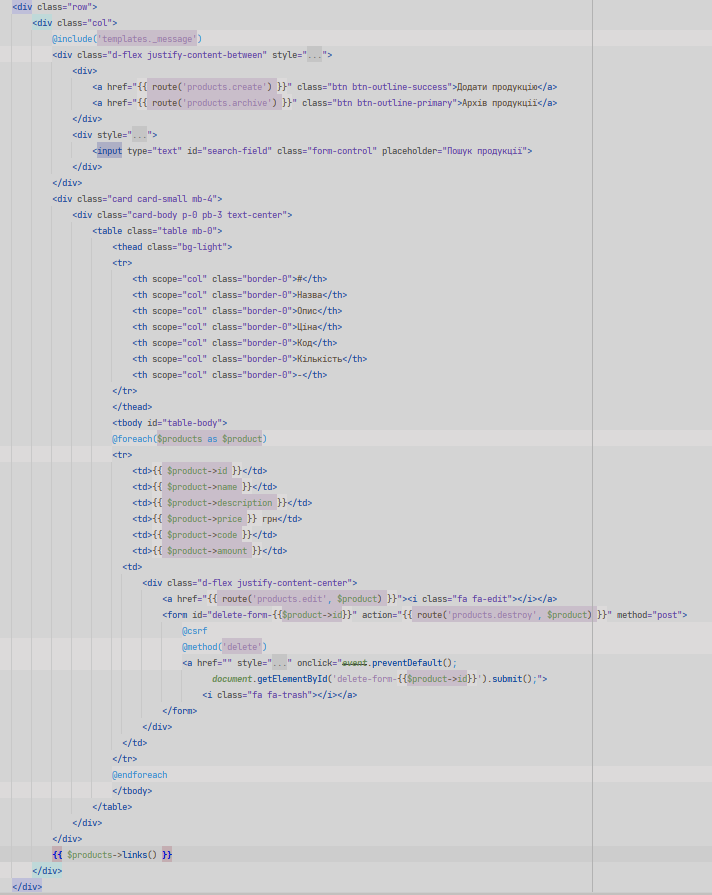 <div class="row">
<div class="col">
@include('templates._message')
<div class="d-flex justify-content-between" style="...">
<div>
<a href="{{ route('products.create') }}" class="btn btn-outline-success">Додати продукцію</a>
<a href="{{ route('products.archive') }}" class="btn btn-outline-primary">Архів продукції</a>
</div>
<div style="...">
<input type="text" id="search-field" class="form-control" placeholder="Пошук продукції">
</div>
</div>
<div class="card card-small mb-4">
<div class="card-body p-0 pb-3 text-center">
<table class="table mb-0">
<thead class="bg-light">
<tr>
<th scope="col" class="border-0">#</th>
<th scope="col" class="border-0">Назва</th>
<th scope="col" class="border-0">Опис</th>
<th scope="col" class="border-0">Ціна</th>
<th scope="col" class="border-0">Код</th>
<th scope="col" class="border-0">Кількість</th>
<th scope="col" class="border-0">-</th>
</tr>
</thead>
<tbody id="table-body">
@foreach($products as $product)
<tr>
<td>{{ $product->id }}</td>
<td>{{ $product->name }}</td>
<td>{{ $product->description }}</td>
<td>{{ $product->price }} грн</td>
<td>{{ $product->code }}</td>
<td>{{ $product->amount }}</td>
<td>
<div class="d-flex justify-content-center">
<a href="{{ route('products.edit', $product) }}"><i class="fa fa-edit"></i></a>
<form id="delete-form-{{$product->id}}" action="{{ route('products.destroy', $product) }}" method="post">
@csrf
@method('delete')
<a href="" style="..." onclick="event.preventDefault();
document.getElementById('delete-form-{{$product->id}}').submit();">
<i class="fa fa-trash"></i></a>
</form>
</div>
</td>
</tr>
@endforeach
</tbody>
</table>
</div>
</div>
{{ $products->links() }}
</div>
</div>